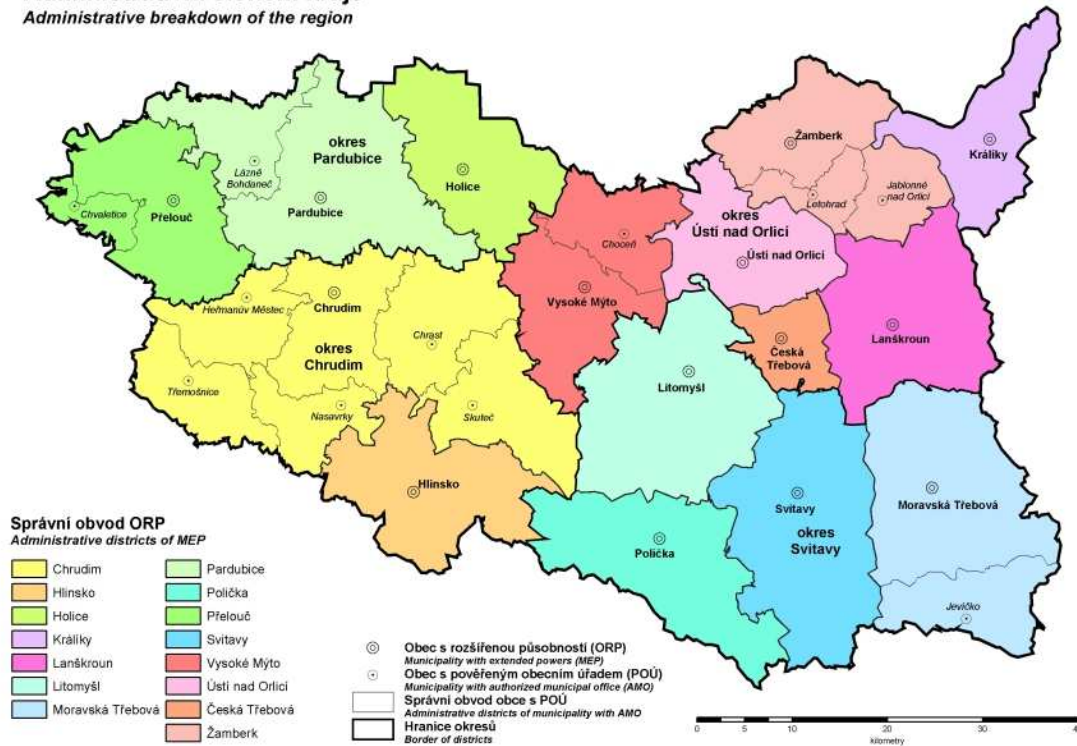 Administrative breakdown of the region
okres
Pardubice
Lázně
Bohdaneč
Pardubice
Holice
Chvaletice
Přelouč
Žamberk
Letohrad
Jablonné
nad Orlicí
Králíky
okres
Ústí nad Orlicí
Ústí nad Orlicí
Choceň
Vysoké Mýto
Heřmanův Městec
Chrudim
okres
Chrudim
Chrast
Třemošnice
Nasavrky
Skuteč
Česká
Třebová
Lanškroun
Litomyšl
Hlinsko
Polička
Svitavy
okres
Svitavy
Moravská Třebová
Jevíčko
Správní obvod ORP
Administrative districts of MEP
Chrudim
Hlinsko
Holice
Králíky
Lanškroun
Litomyšl
Moravská Třebová
Pardubice
Polička
Přelouč
Svitavy
Vysoké Mýto
Ústí nad Orlicí
Česká Třebová
Žamberk
Obec s rozšířenou působností (ORP)
Municipality with extended powers (MEP)
Obec s pověřeným obecním úřadem (POÚ)
Municipality with authorized municipal office (AMO)
Správní obvod obce s POÚ
Administrative districts of municipality with AMO
Hranice okresů
Border of districts
0 5 10 20 30
kilometry